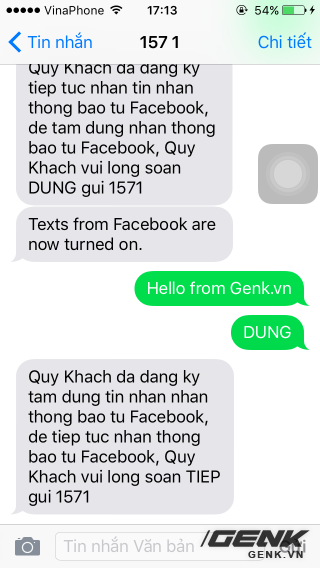 VinaPhone 17:13 54%
Tin nhắn 157 1 Chi tiết
Quy Khach da dang ky
tiep tuc nhan tin nhan
thong bao tu Facebook,
de tam dung nhan thong
bao tu Facebook, Quy
Khach vui long soan
DUNG gui 1571
Texts from Facebook are
now turned on.
Hello from Genk.vn
DUNG
Quy Khach da dang ky
tam dung tin nhan nhan
thong bao tu Facebook,
de tiep tuc nhan thong
bao tu Facebook, Quy
Khach vui long soan TIEP
gui 1571
Tin nhắn Văn bản Gửi
GENK
GENK.VN